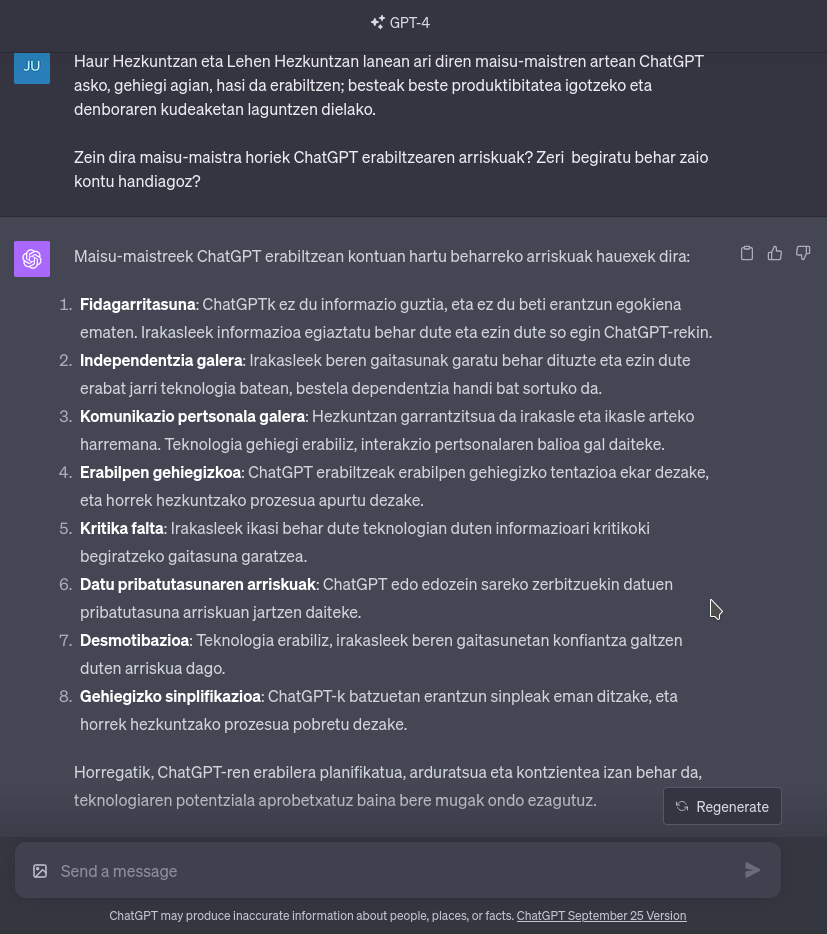 GPT-4
JU
Haur Hezkuntzan eta Lehen Hezkuntzan lanean ari diren maisu-maistren artean ChatGPT
asko, gehiegi agian, hasi da erabiltzen; besteak beste produktibitatea igotzeko eta
denboraren kudeaketan laguntzen dielako.
Zein dira maisu-maistra horiek ChatGPT erabiltzearen arriskuak? Zeri  begiratu behar zaio
kontu handiagoz?
Maisu-maistreek ChatGPT erabiltzean kontuan hartu beharreko arriskuak hauexek dira:
1. Fidagarritasuna: ChatGPTk ez du informazio guztia, eta ez du beti erantzun egokiena
ematen. Irakasleek informazioa egiaztatu behar dute eta ezin dute so egin ChatGPT-rekin.
2. Independentzia galera: Irakasleek beren gaitasunak garatu behar dituzte eta ezin dute
erabat jarri teknologia batean, bestela dependentzia handi bat sortuko da.
3. Komunikazio pertsonala galera: Hezkuntzan garrantzitsua da irakasle eta ikasle arteko
harremana. Teknologia gehiegi erabiliz, interakzio pertsonalaren balioa gal daiteke.
4. Erabilpen gehiegizkoa: ChatGPT erabiltzeak erabilpen gehiegizko tentazioa ekar dezake,
eta horrek hezkuntzako prozesua apurtu dezake.
5. Kritika falta: Irakasleek ikasi behar dute teknologian duten informazioari kritikoki
begiratzeko gaitasuna garatzea.
6. Datu pribatutasunaren arriskuak: ChatGPT edo edozein sareko zerbitzuekin datuen
pribatutasuna arriskuan jartzen daiteke.
7. Desmotibazioa: Teknologia erabiliz, irakasleek beren gaitasunetan konfiantza galtzen
duten arriskua dago.
8. Gehiegizko sinplifikazioa: ChatGPT-k batzuetan erantzun sinpleak eman ditzake, eta
horrek hezkuntzako prozesua pobretu dezake.
Horregatik, ChatGPT-ren erabilera planifikatua, arduratsua eta kontzientea izan behar da,
teknologiaren potentziala aprobetxatuz baina bere mugak ondo ezagutuz.
Regenerate
Send a message
ChatGPT may produce inaccurate information about people, places, or facts. ChatGPT September 25 Version